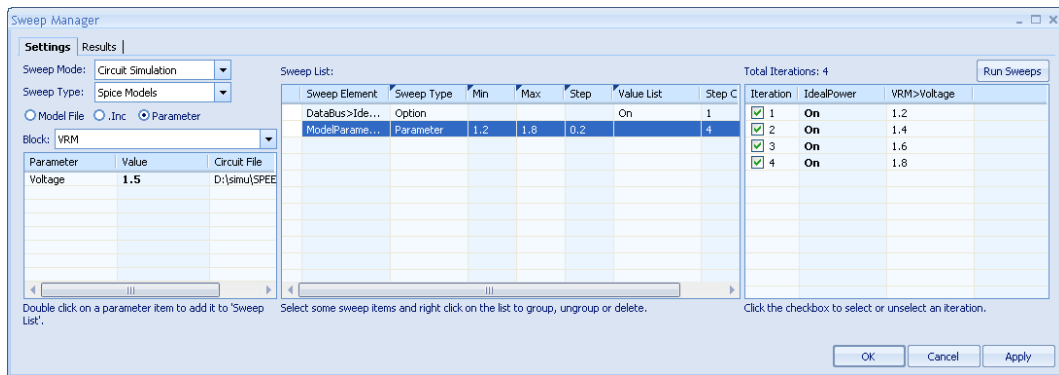 Sweep Manager
Settings Results
Sweep Mode: Circuit Simulation
Sweep Type: Spice Models
Model File .Inc Parameter
Block: VRM
Parameter Value Circuit File
Voltage 1.5 D:\simu\SPEE
Double click on a parameter item to add it to 'Sweep
List'.
Sweep List:
Sweep Element Sweep Type Min Max Step Value List Step C
DataBus>Ide... Option On 1
ModelParame... Parameter 1.2 1.8 0.2 4
Select some sweep items and right click on the list to group, ungroup or delete.
Total Iterations: 4 Run Sweeps
Iteration IdealPower VRM>Voltage
1 On 1.2
2 On 1.4
3 On 1.6
4 On 1.8
Click the checkbox to select or unselect an iteration.
OK Cancel Apply